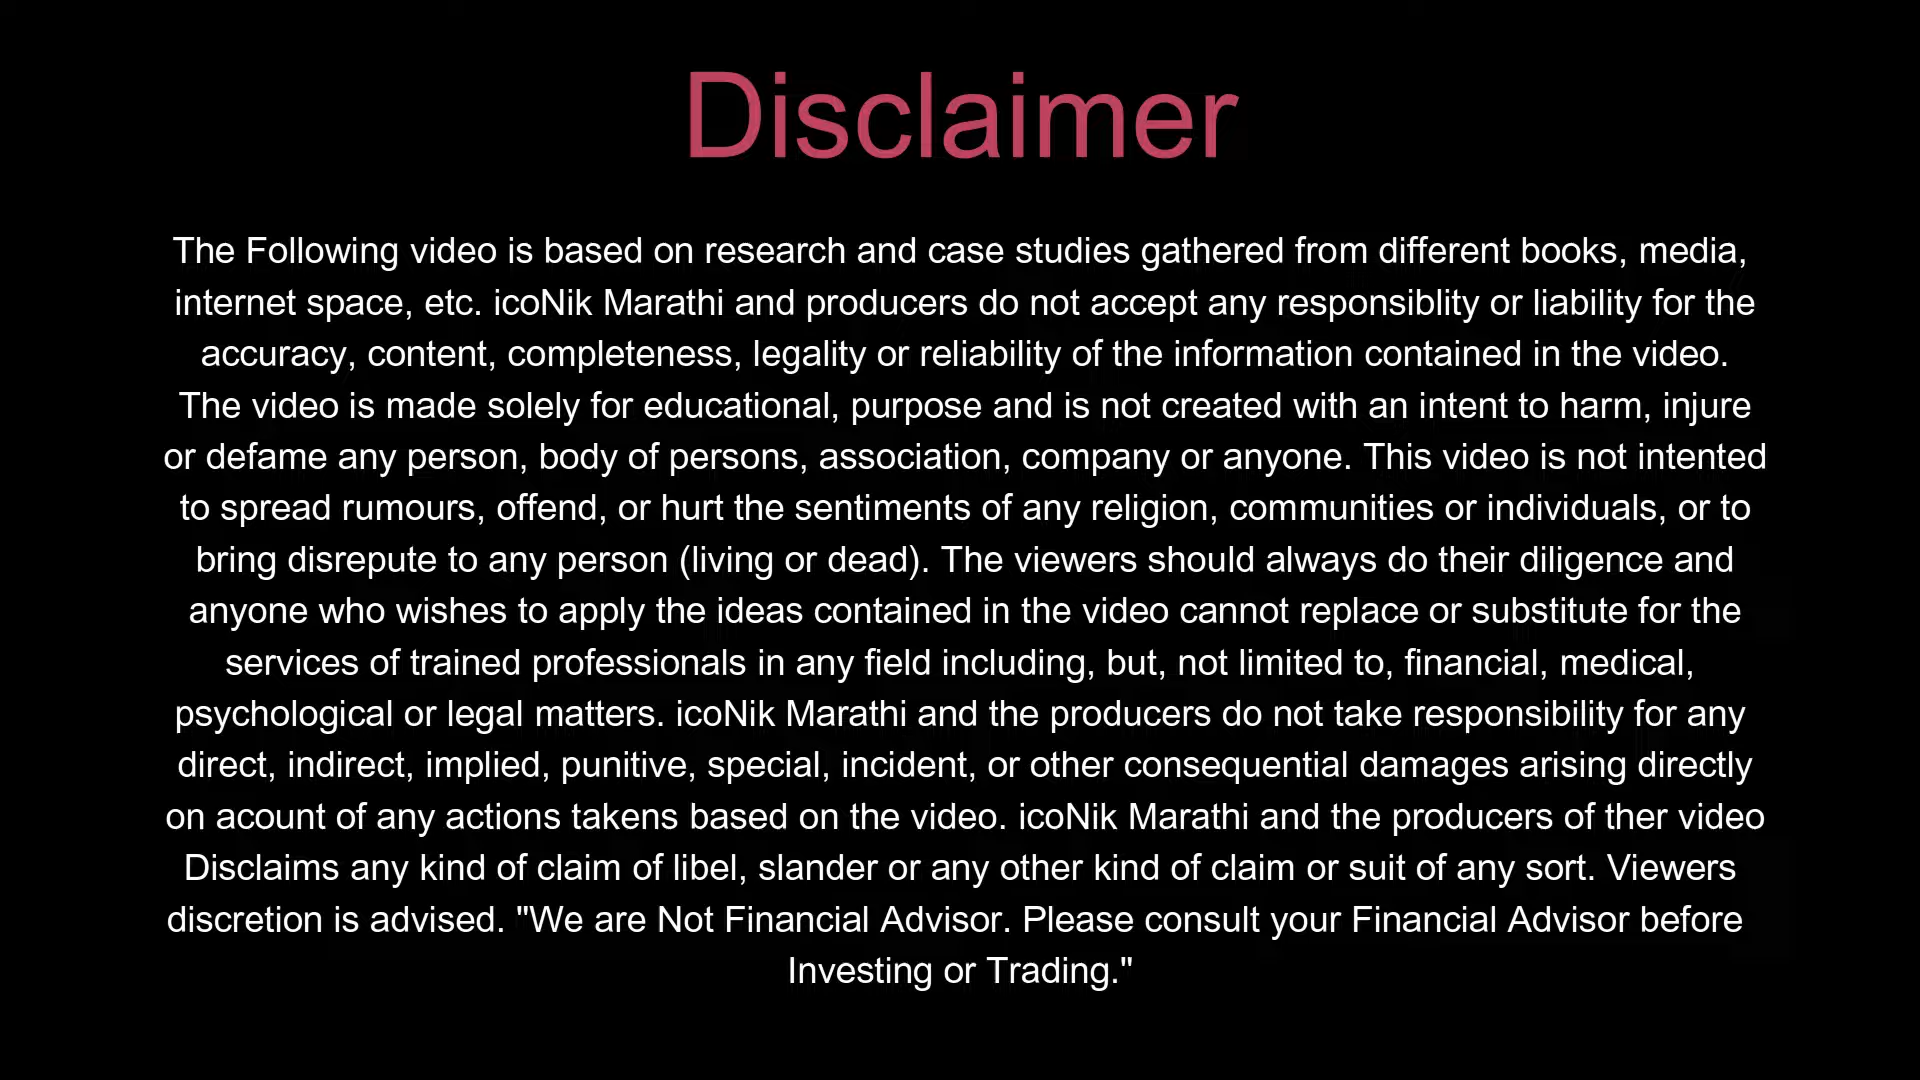 Disclaimer
The Following video is based on research and case studies gathered from different books, media,
internet space, etc. icoNik Marathi and producers do not accept any responsiblity or liability for the
accuracy, content, completeness, legality or reliability of the information contained in the video.
The video is made solely for educational, purpose and is not created with an intent to harm, injure
or defame any person, body of persons, association, company or anyone. This video is not intented
to spread rumours, offend, or hurt the sentiments of any religion, communities or individuals, or to
bring disrepute to any person (living or dead). The viewers should always do their diligence and
anyone who wishes to apply the ideas contained in the video cannot replace or substitute for the
services of trained professionals in any field including, but, not limited to, financial, medical,
psychological or legal matters. icoNik Marathi and the producers do not take responsibility for any
direct, indirect, implied, punitive, special, incident, or other consequential damages arising directly
on acount of any actions takens based on the video. icoNik Marathi and the producers of ther video
Disclaims any kind of claim of libel, slander or any other kind of claim or suit of any sort. Viewers
discretion is advised. "We are Not Financial Advisor. Please consult your Financial Advisor before
Investing or Trading."